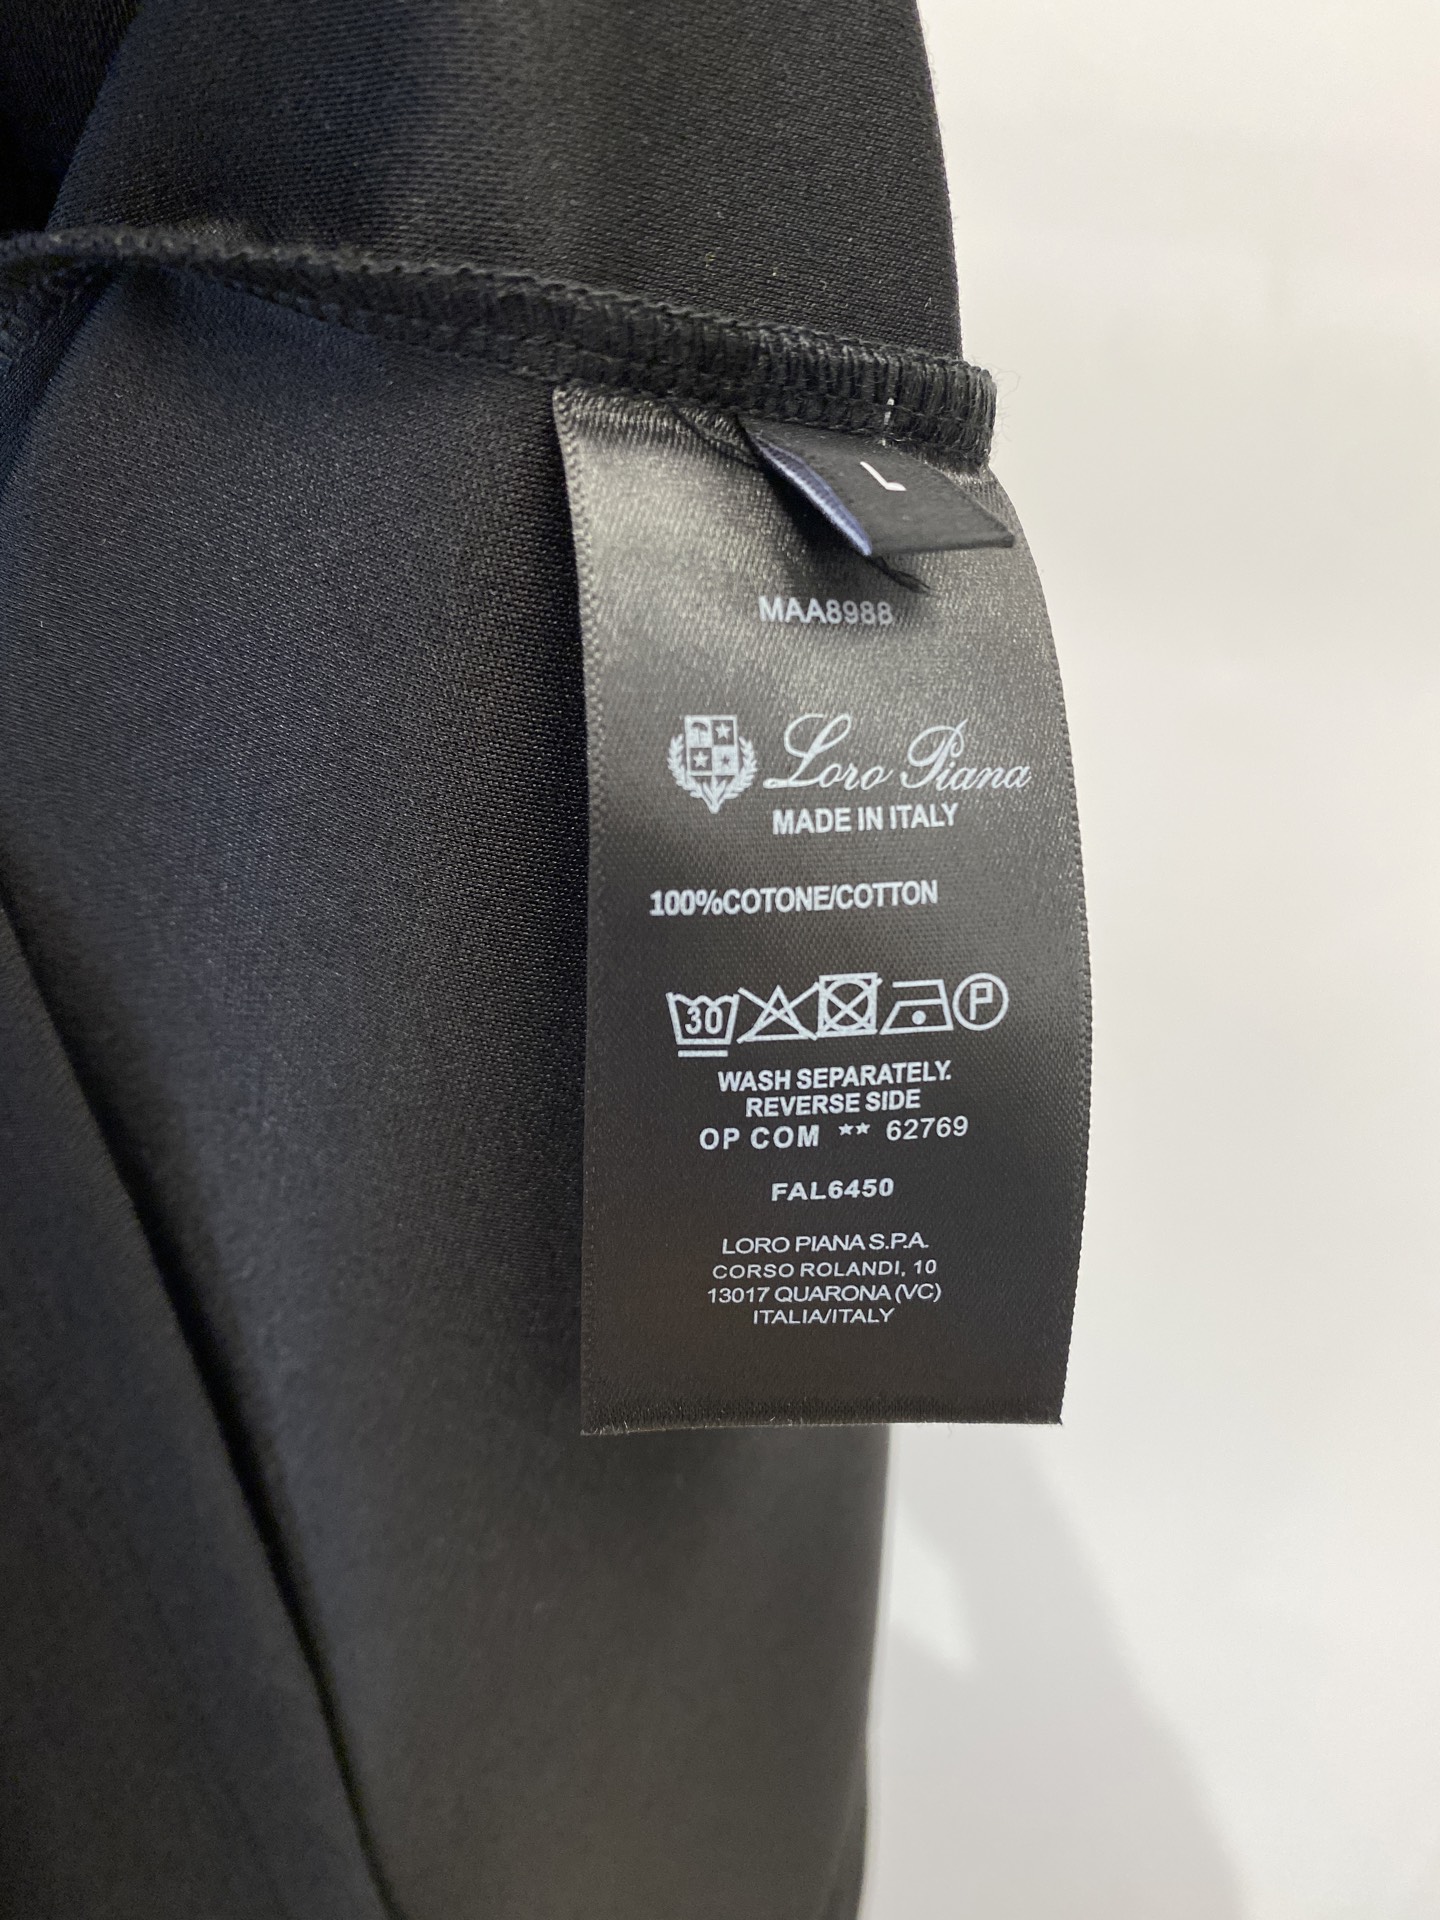 L
MAA8988
Loro Piana
MADE IN ITALY
100%COTONE/COTTON
30
P
WASH SEPARATELY.
REVERSE SIDE
OP COM ** 62769
FAL6450
LORO PIANA S.P.A.
CORSO ROLANDI, 10
13017 QUARONA (VC)
ITALIA/ITALY